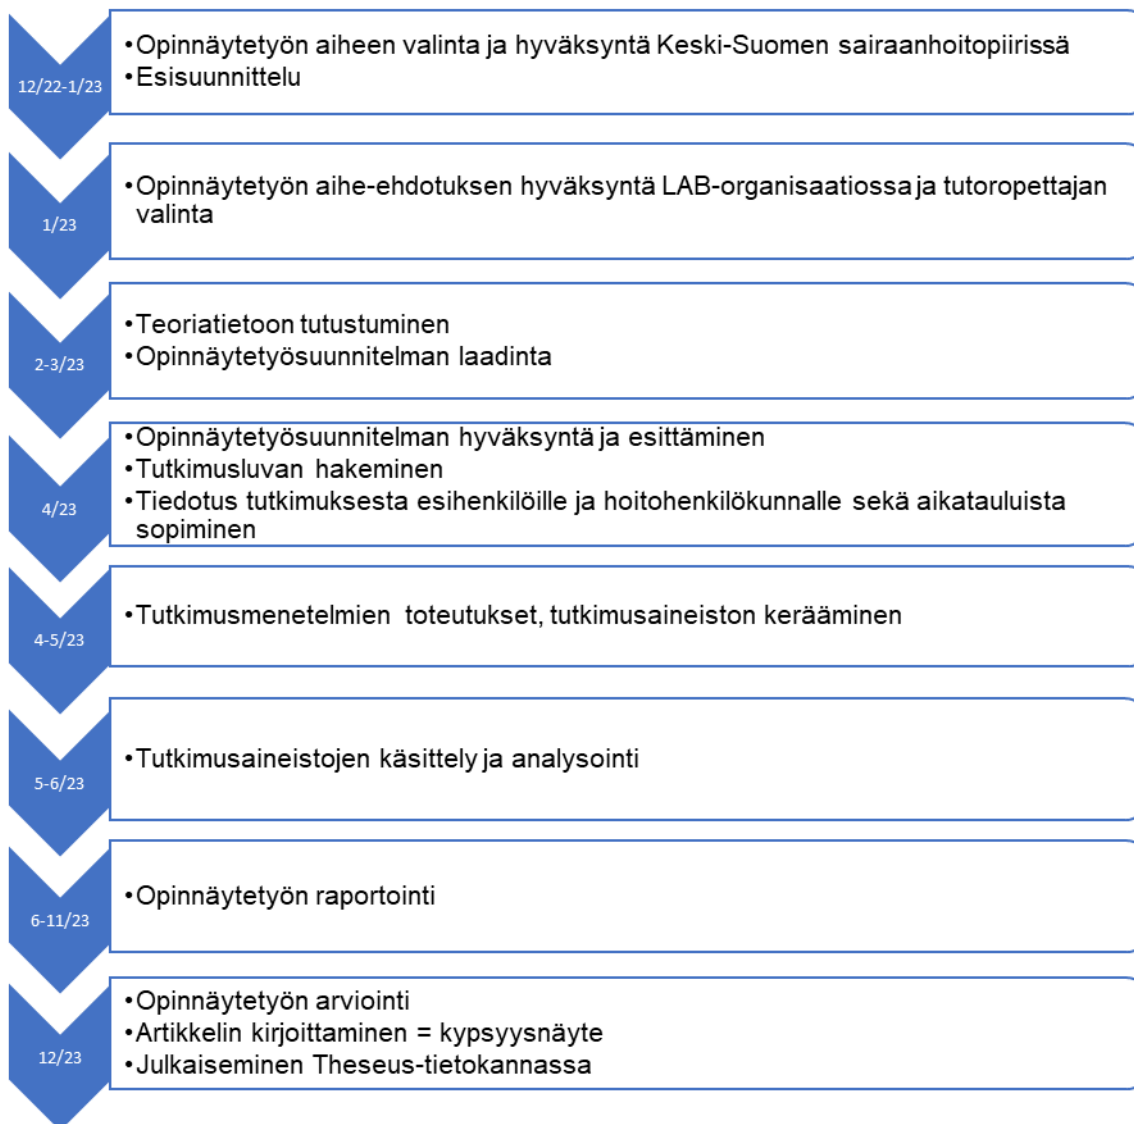 12/22-1/23
•Opinnäytetyön aiheen valinta ja hyväksyntä Keski-Suomen sairaanhoitopiirissä
•Esisuunnittelu
1/23
•Opinnäytetyön aihe-ehdotuksen hyväksyntä LAB-organisaatiossa ja tutoropettajan
valinta
2-3/23
•Teoriatietoon tutustuminen
•Opinnäytetyösuunnitelman laadinta
4/23
•Opinnäytetyösuunnitelman hyväksyntä ja esittäminen
•Tutkimusluvan hakeminen
•Tiedotus tutkimuksesta esihenkilöille ja hoitohenkilökunnalle sekä aikatauluista
sopiminen
4-5/23
•Tutkimusmenetelmien toteutukset, tutkimusaineiston kerääminen
5-6/23
•Tutkimusaineistojen käsittely ja analysointi
6-11/23
•Opinnäytetyön raportointi
12/23
•Opinnäytetyön arviointi
•Artikkelin kirjoittaminen = kypsyysnäyte
•Julkaiseminen Theseus-tietokannassa